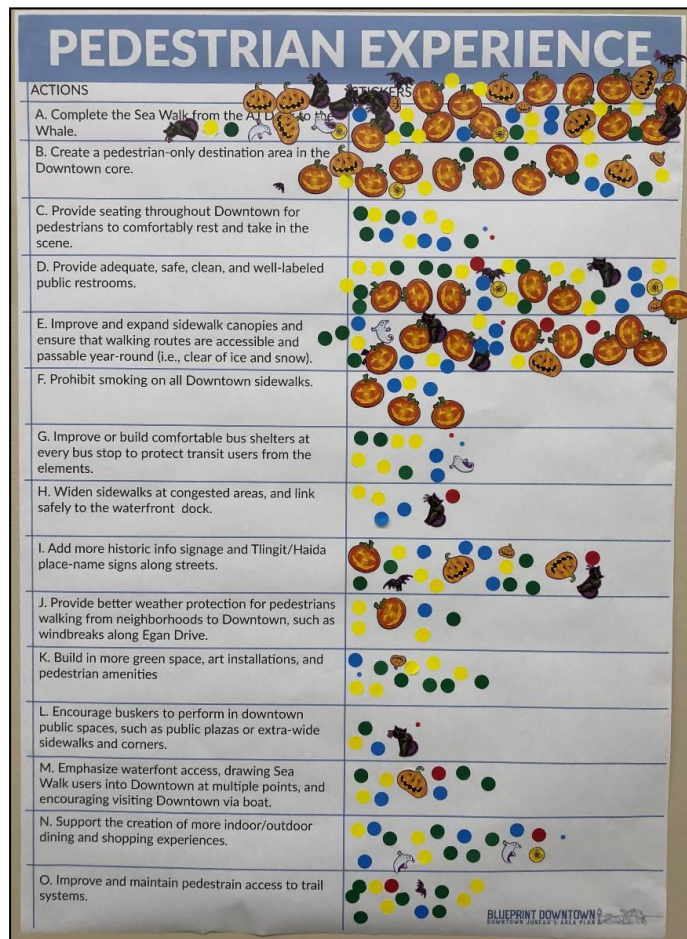 PEDESTRIAN EXPERIENCE
ACTIONS
STICKERS
A. Complete the Sea Walk from the AJ to the
Whale.
B. Create a pedestrian-only destination area in the
Downtown core.
C. Provide seating throughout Downtown for
pedestrians to comfortably rest and take in the
scene.
D. Provide adequate, safe, clean, and well-labeled
public restrooms.
E. Improve and expand sidewalk canopies and
ensure that walking routes are accessible and
passable year-round (i.e., clear of ice and snow).
F. Prohibit smoking on all Downtown sidewalks.
G. Improve or build comfortable bus shelters at
every bus stop to protect transit users from the
elements.
H. Widen sidewalks at congested areas, and link
safely to the waterfront dock.
I. Add more historic info signage and Tlingit/Haida
place-name signs along streets.
J. Provide better weather protection for pedestrians
walking from neighborhoods to Downtown, such as
windbreaks along Egan Drive.
K. Build in more green space, art installations, and
pedestrian amenities
L. Encourage buskers to perform in downtown
public spaces, such as public plazas or extra-wide
sidewalks and corners.
M. Emphasize waterfont access, drawing Sea
Walk users into Downtown at multiple points, and
encouraging visiting Downtown via boat.
N. Support the creation of more indoor/outdoor
dining and shopping experiences.
O. Improve and maintain pedestrain access to trail
systems.
BLUEPRINT DOWNTOWN
DOWNTOWN JUNEAU'S AREA PLAN